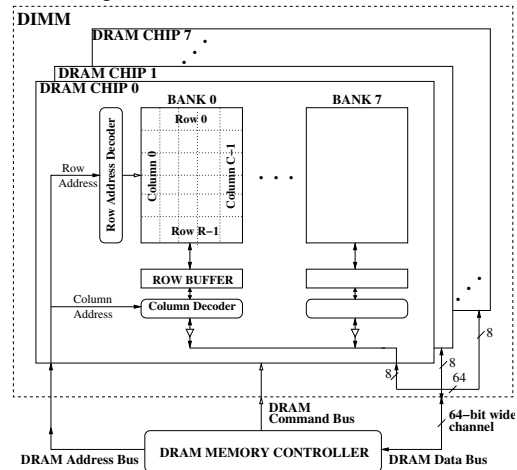 DIMM
DRAM CHIP 7
DRAM CHIP 1
DRAM CHIP 0
BANK 0
BANK 7
Row Address Decoder
Row 0
Column 0
Column C−1
Row R−1
Row
Address
ROW BUFFER
Column
Address
Column Decoder
8
8
8
64
DRAM
Command Bus
64−bit wide
channel
DRAM Address Bus
DRAM MEMORY CONTROLLER
DRAM Data Bus